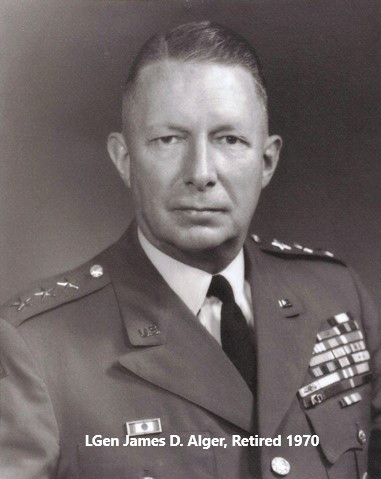 U.S.
LGen James D. Alger, Retired 1970